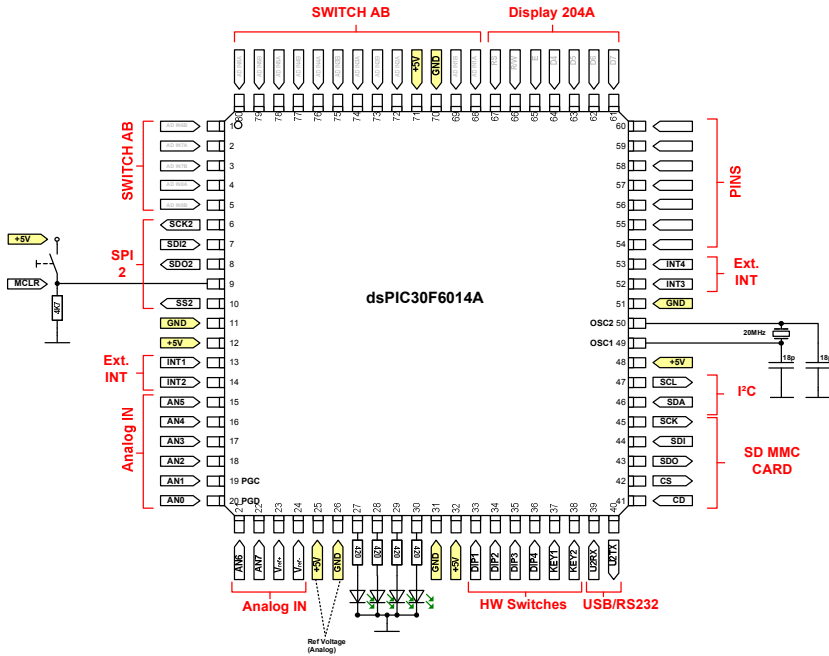 SWITCH AB
Display 204A
+5V
GND
RS
R/W
E
D4
D5
D6
D7
80
79
78
77
76
75
74
73
72
71
70
69
68
67
66
65
64
63
62
61
SWITCH AB
1
2
3
4
5
SPI
2
SCK2
6
SDI2
7
SDO2
8
9
SS2
10
+5V
MCLR
4K7
GND
11
+5V
12
Ext.
INT
INT1
13
INT2
14
Analog IN
AN5
15
AN4
16
AN3
17
AN2
18
AN1
19 PGC
AN0
20 PGD
dsPIC30F6014A
60
59
58
57
56
55
54
PINS
53
INT4
52
INT3
Ext.
INT
51
GND
OSC2 50
OSC1 49
20MHz
18p
18p
48
+5V
47
SCL
46
SDA
I²C
45
SCK
44
SDI
43
SDO
42
CS
41
CD
SD MMC
CARD
21
22
23
24
25
26
27
28
29
30
31
32
33
34
35
36
37
38
39
40
AN6
AN7
Vref+
Vref-
+5V
GND
420
420
420
420
GND
+5V
DIP1
DIP2
DIP3
DIP4
KEY1
KEY2
U2RX
U2TX
Analog IN
HW Switches
USB/RS232
Ref Voltage
(Analog)